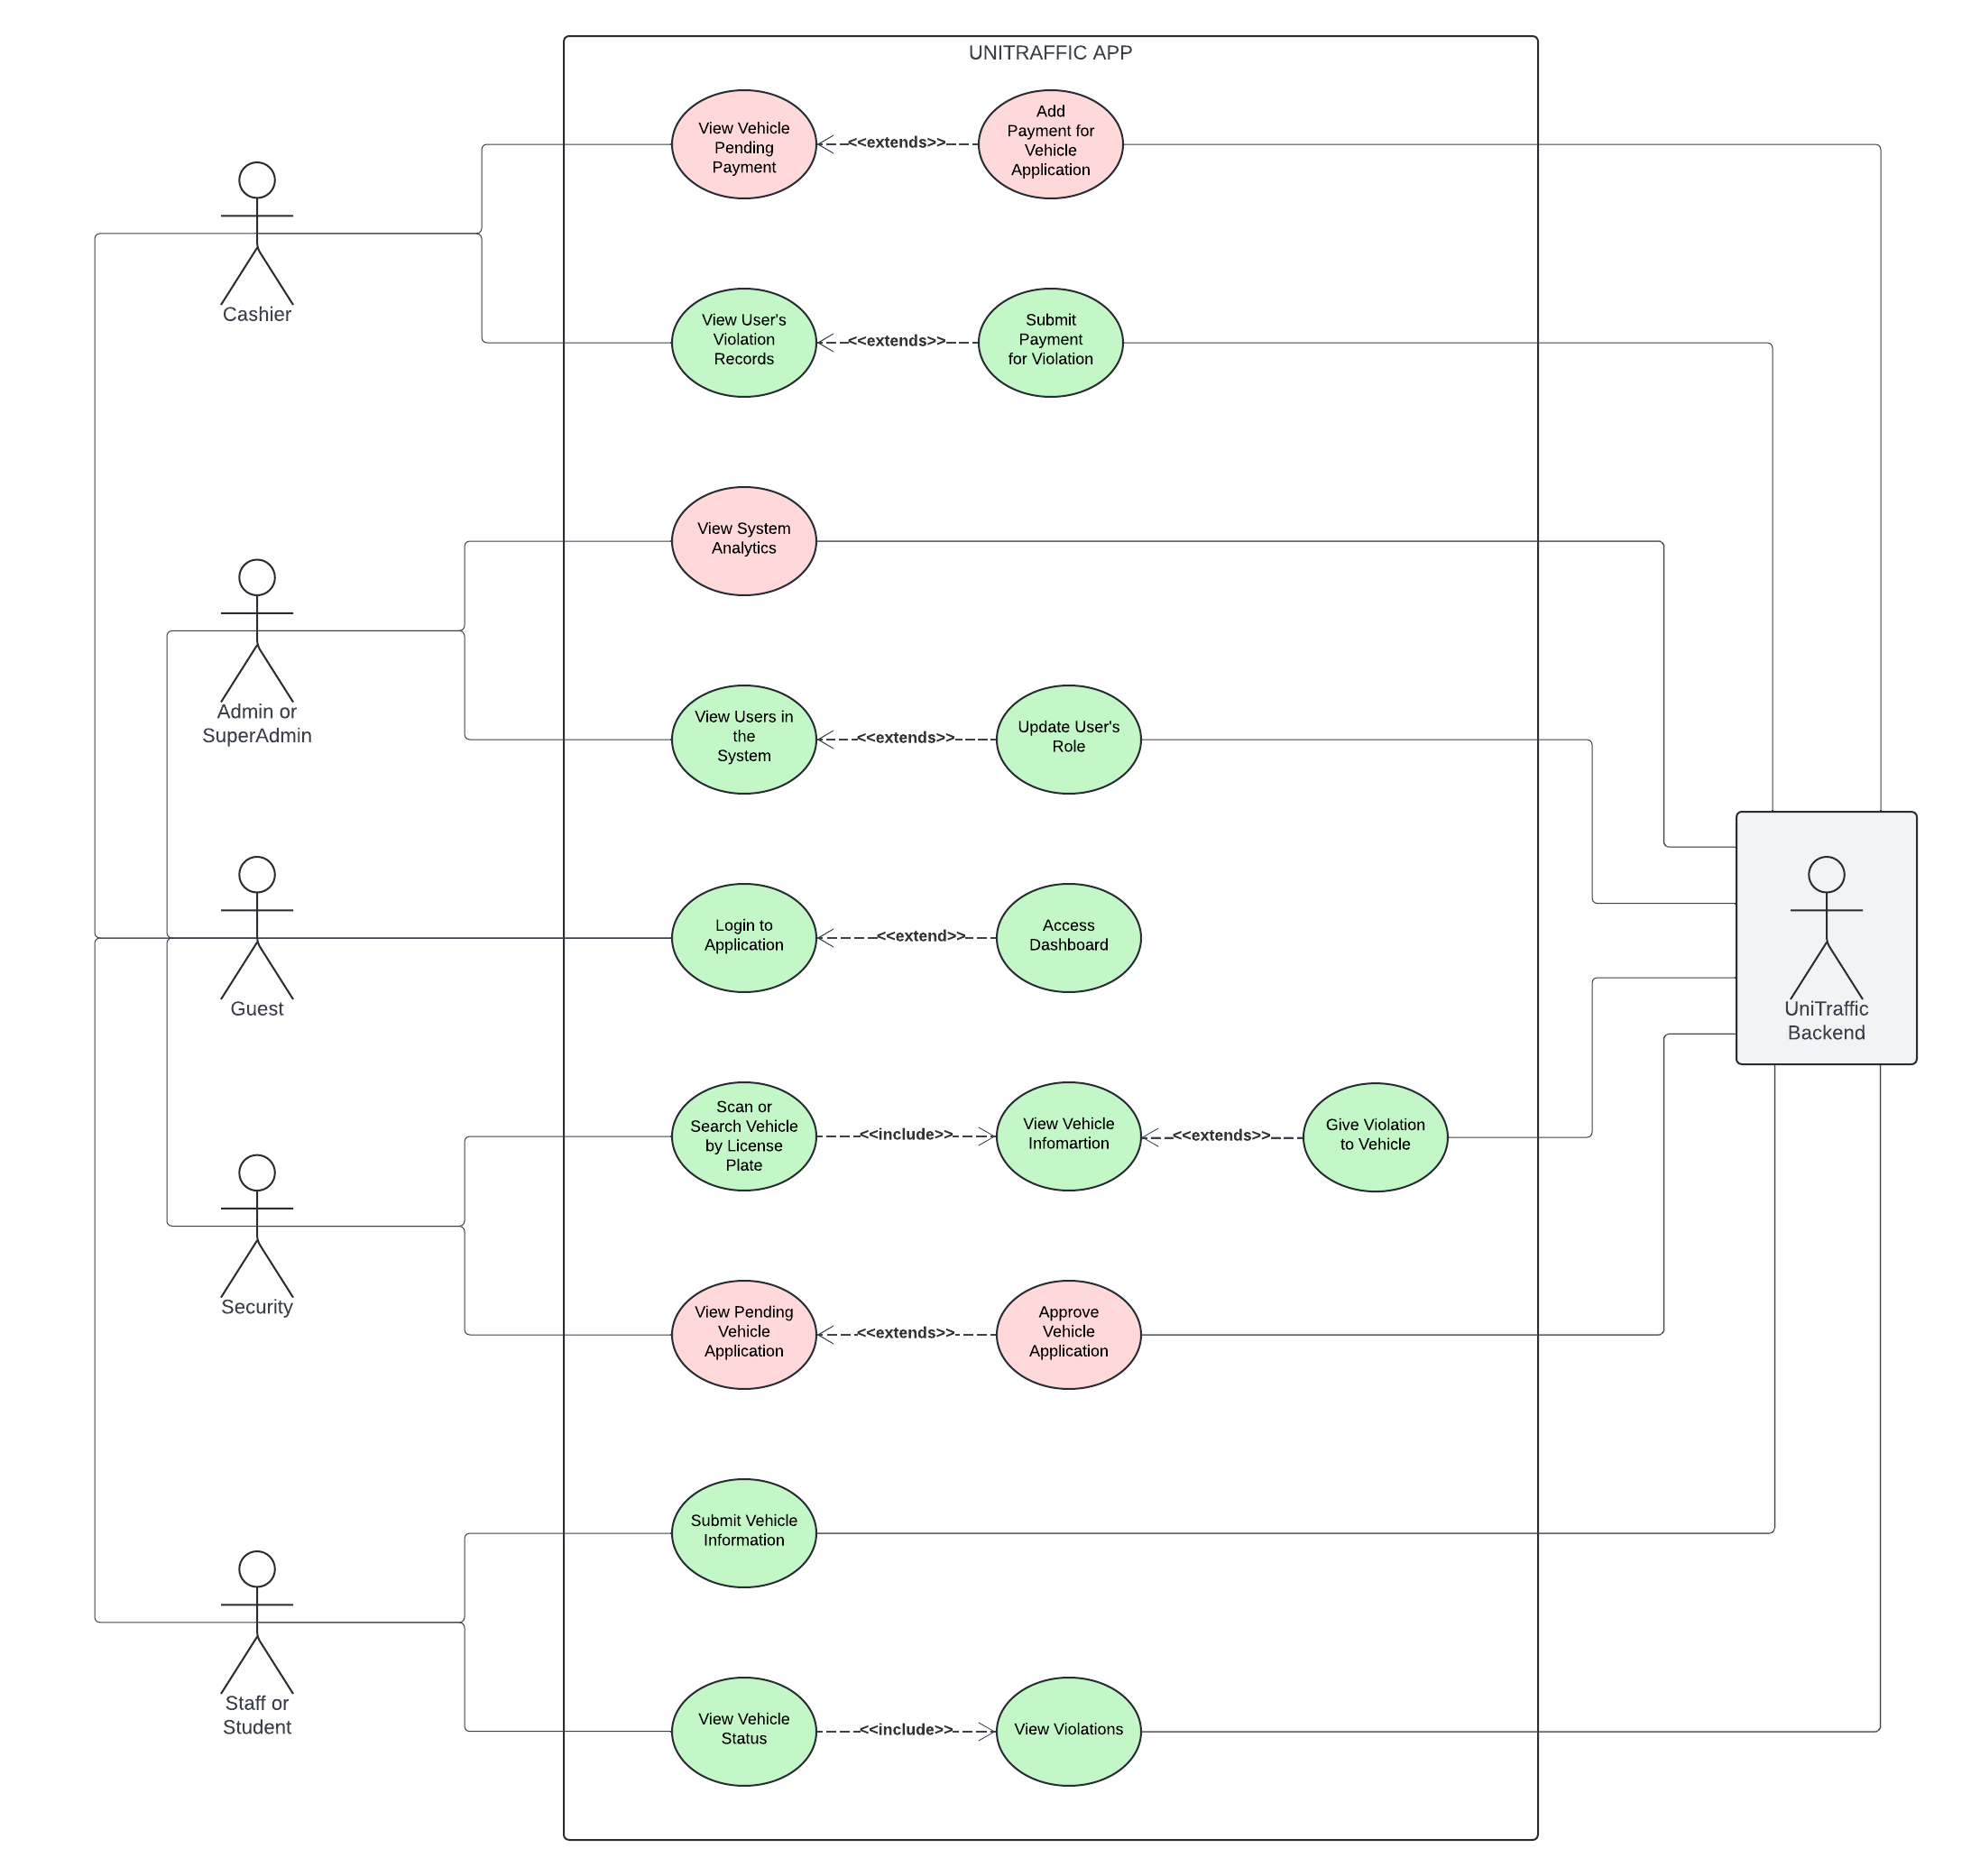 UNITRAFFIC APP
View Vehicle
Pending
Payment
<<extends>>
Add
Payment for
Vehicle
Application
Cashier
View User's
Violation
Records
<<extends>>
Submit
Payment
for Violation
View System
Analytics
Admin or
SuperAdmin
View Users in
the
System
<<extends>>
Update User's
Role
Login to
Application
<<extend>>
Access
Dashboard
Guest
UniTraffic
Backend
Scan or
Search Vehicle
by License
Plate
<<include>>
View Vehicle
Infomartion
<<extends>>
Give Violation
to Vehicle
Security
View Pending
Vehicle
Application
<<extends>>
Approve
Vehicle
Application
Submit Vehicle
Information
Staff or
Student
View Vehicle
Status
<<include>>
View Violations